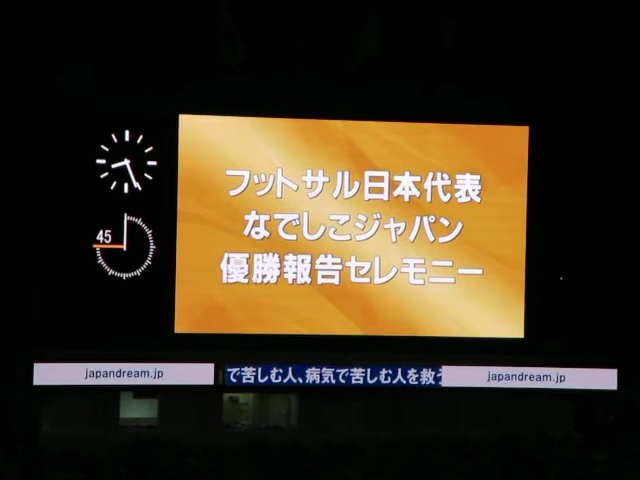 フットサル日本代表
なでしこジャパン
優勝報告セレモニー
45
japandream.jp
で苦しむ人、病気で苦しむ人を救う
japandream.jp